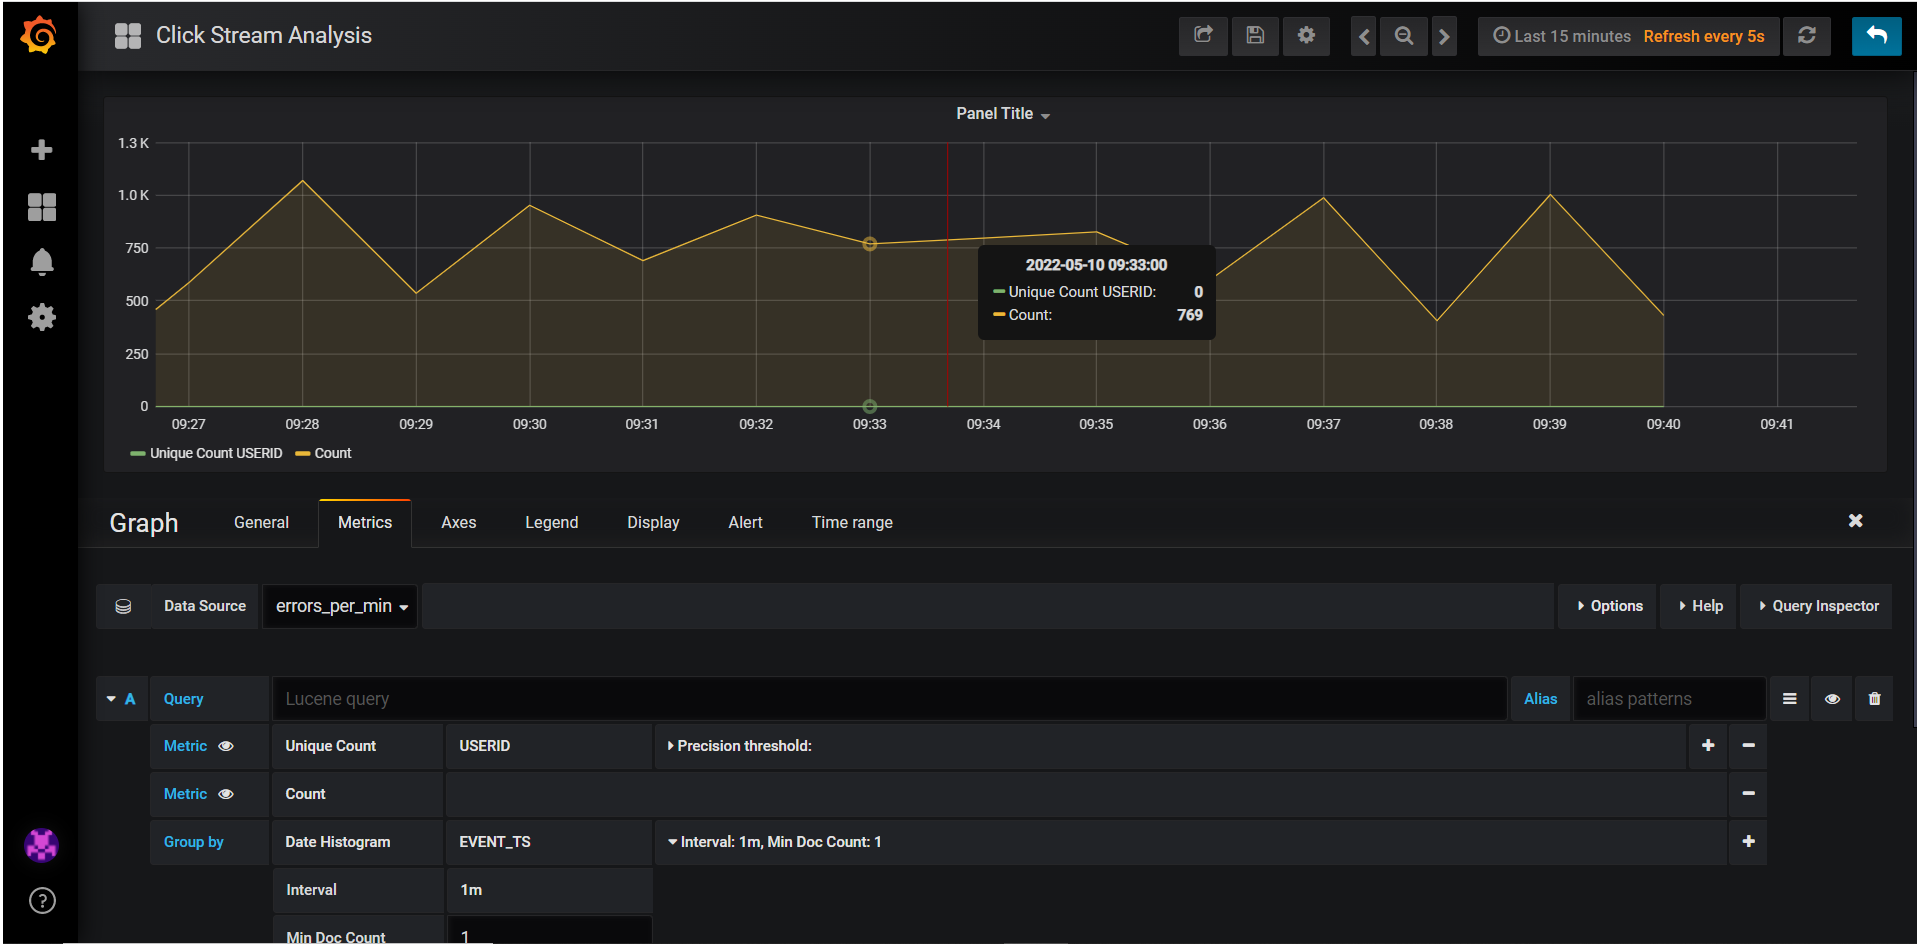 Click Stream Analysis
Last 15 minutes Refresh every 5s
Panel Title
1.3 K
1.0 K
750
500
250
0
2022-05-10 09:33:00
Unique Count USERID: 0
Count: 769
09:27 09:28 09:29 09:30 09:31 09:32 09:33 09:34 09:35 09:36 09:37 09:38 09:39 09:40 09:41
Unique Count USERID Count
Graph General Metrics Axes Legend Display Alert Time range
Data Source errors_per_min Options Help Query Inspector
A Query Lucene query Alias alias patterns
Metric Unique Count USERID Precision threshold:
Metric Count
Group by Date Histogram EVENT_TS Interval: 1m, Min Doc Count: 1
Interval 1m
Min Doc Count 1